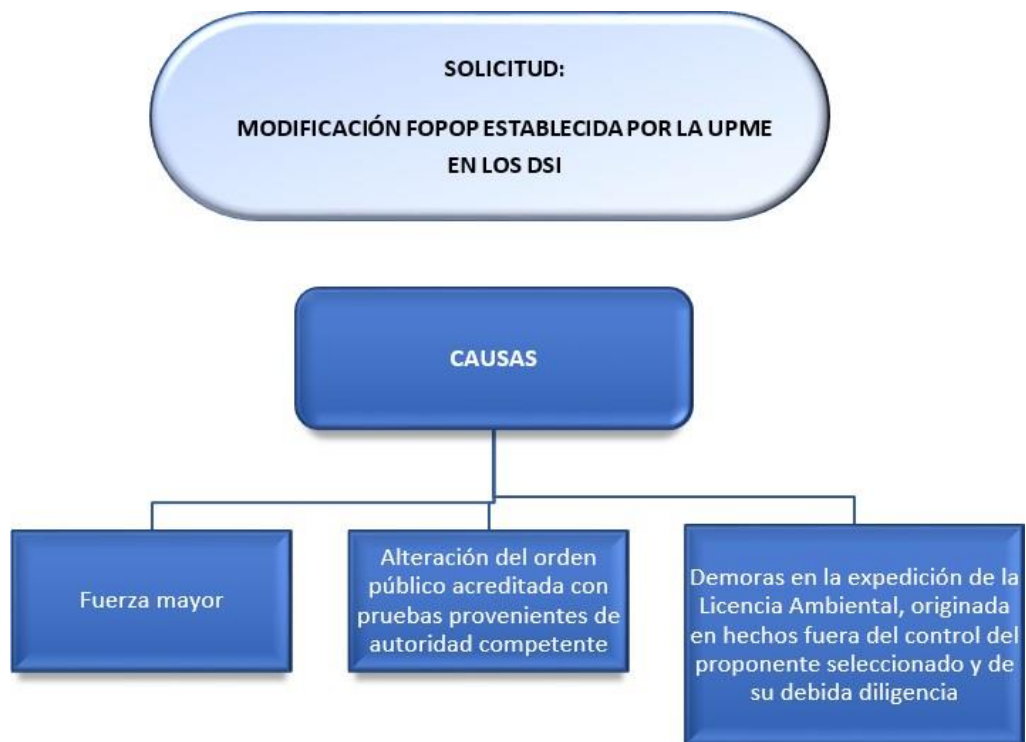 SOLICITUD:
MODIFICACIÓN FOPOP ESTABLECIDA POR LA UPME
EN LOS DSI
CAUSAS
Fuerza mayor
Alteración del orden
público acreditada con
pruebas provenientes de
autoridad competente
Demoras en la expedición de la
Licencia Ambiental, originada
en hechos fuera del control del
proponente seleccionado y de
su debida diligencia